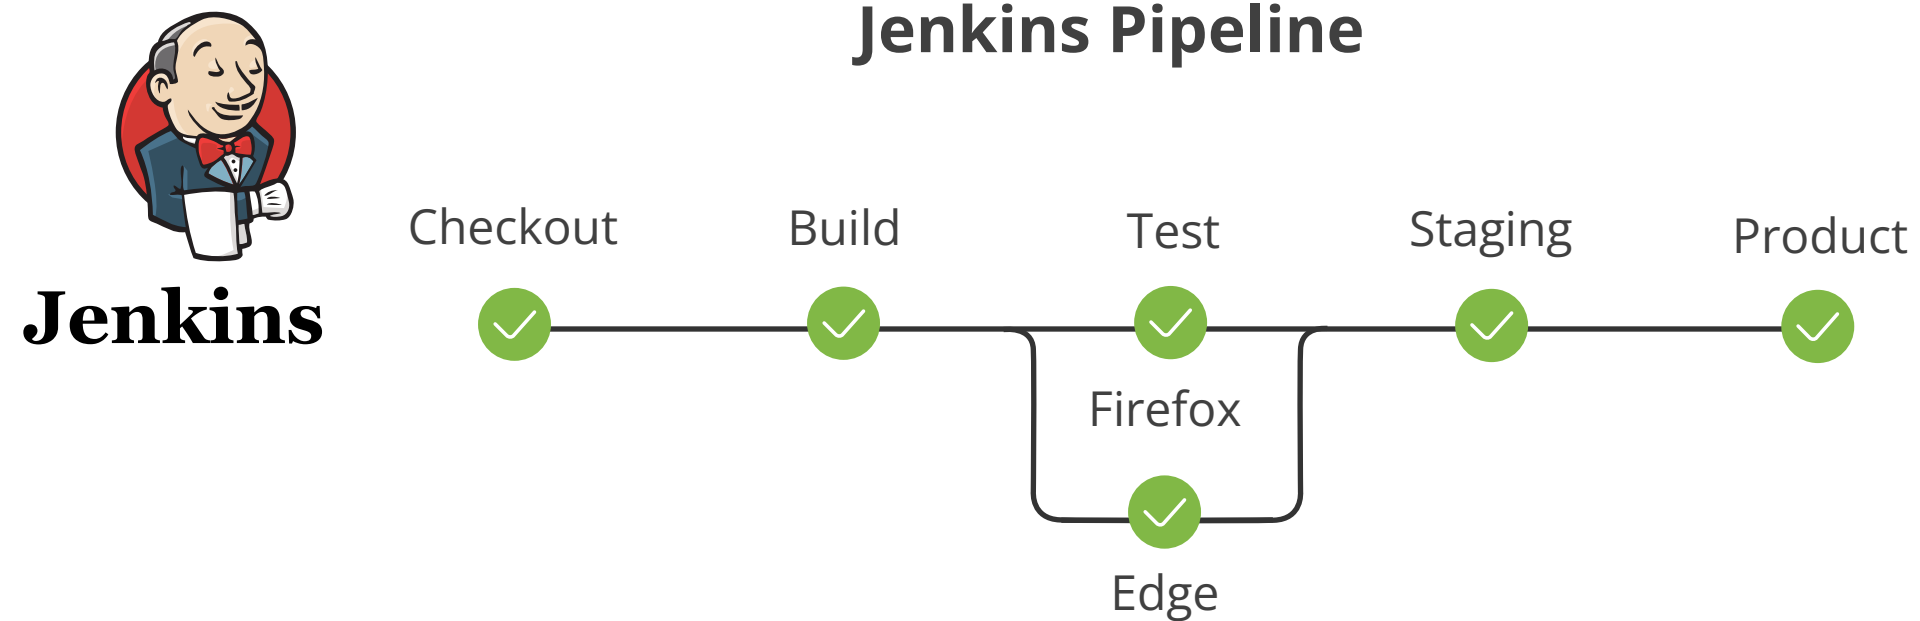 Jenkins Pipeline
Jenkins
Checkout
Build
Test
Staging
Product
Firefox
Edge